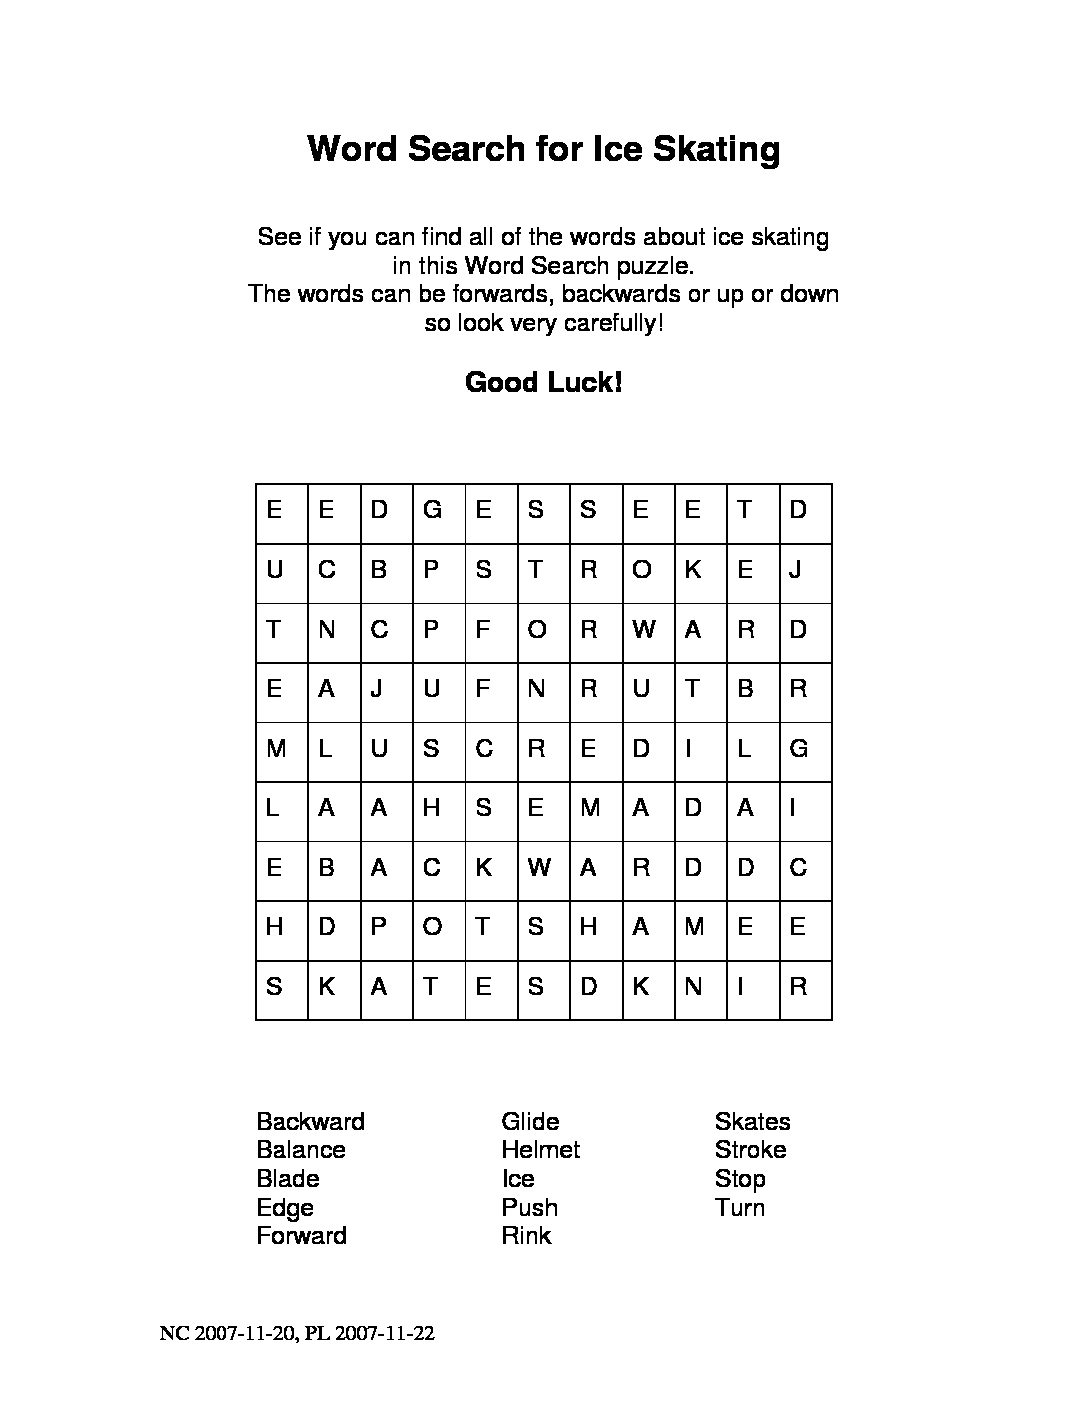 Word Search for Ice Skating
See if you can find all of the words about ice skating
in this Word Search puzzle.
The words can be forwards, backwards or up or down
so look very carefully!
Good Luck!
E E D G E S S E E T D
U C B P S T R O K E J
T N C P F O R W A R D
E A J U F N R U T B R
M L U S C R E D I L G
L A A H S E M A D A I
E B A C K W A R D D C
H D P O T S H A M E E
S K A T E S D K N I R
Backward Glide Skates
Balance Helmet Stroke
Blade Ice Stop
Edge Push Turn
Forward Rink
NC 2007-11-20, PL 2007-11-22